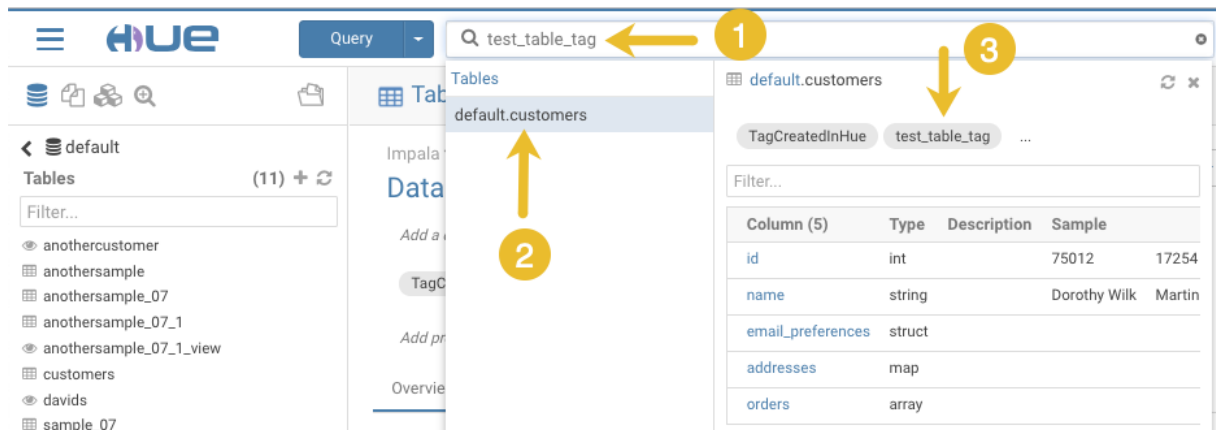 HUE
Query
test_table_tag
1
3
2
default
Tables (11)
Filter...
anothercustomer
anothersample
anothersample_07
anothersample_07_1
anothersample_07_1_view
customers
davids
sample_07
Tab
Impala
Data
Add a
TagC
Add pr
Overvie
Tables
default.customers
default.customers
TagCreatedInHue test_table_tag ...
Filter...
Column (5) Type Description Sample
id int 75012 17254
name string Dorothy Wilk Martin
email_preferences struct
addresses map
orders array